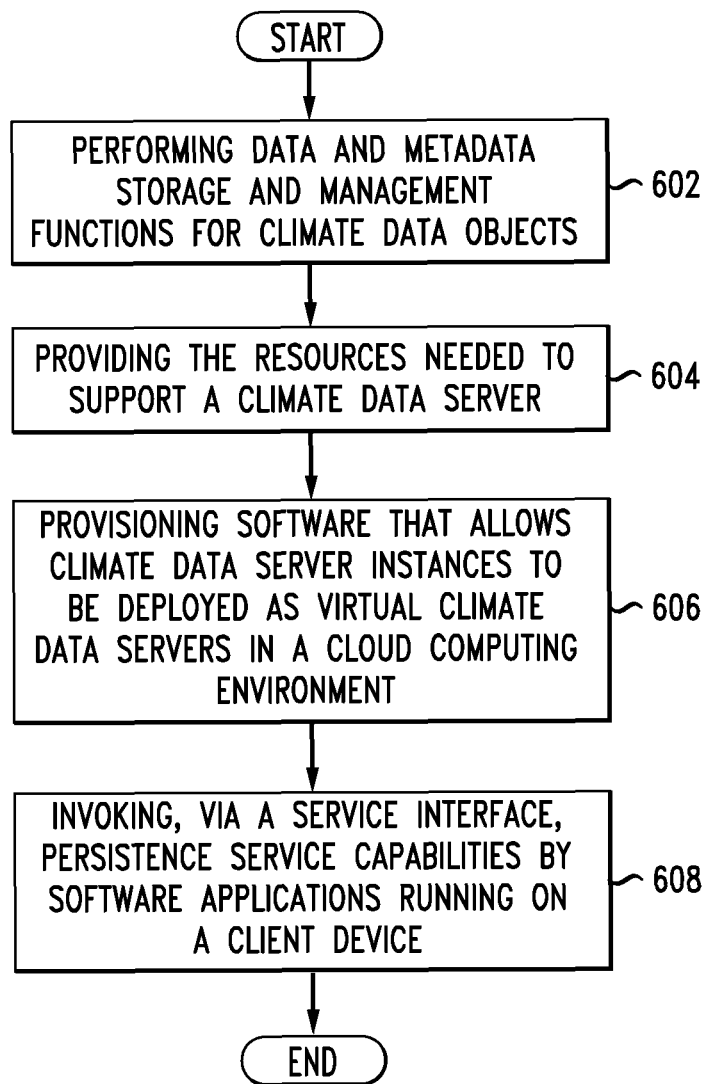 START
PERFORMING DATA AND METADATA
STORAGE AND MANAGEMENT
FUNCTIONS FOR CLIMATE DATA OBJECTS
602
PROVIDING THE RESOURCES NEEDED TO
SUPPORT A CLIMATE DATA SERVER
604
PROVISIONING SOFTWARE THAT ALLOWS
CLIMATE DATA SERVER INSTANCES TO
BE DEPLOYED AS VIRTUAL CLIMATE
DATA SERVERS IN A CLOUD COMPUTING
ENVIRONMENT
606
INVOKING, VIA A SERVICE INTERFACE,
PERSISTENCE SERVICE CAPABILITIES BY
SOFTWARE APPLICATIONS RUNNING ON
A CLIENT DEVICE
608
END